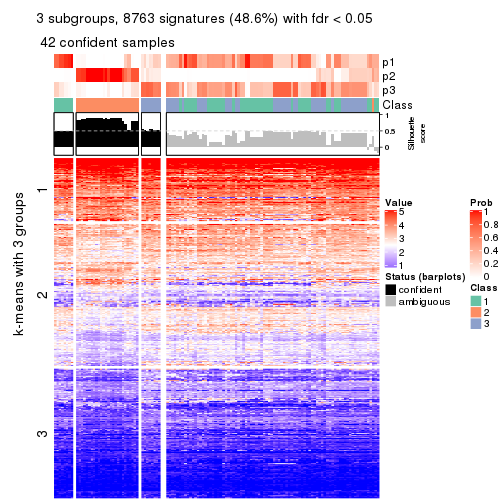 3 subgroups, 8763 signatures (48.6%) with fdr < 0.05
42 confident samples
p1
p2
p3
Class
1
0.5
0
Silhouette
score
k-means with 3 groups
1
2
3
Value
5
4
3
2
1
Status (barplots)
confident
ambiguous
Prob
1
0.8
0.6
0.4
0.2
0
Class
1
2
3